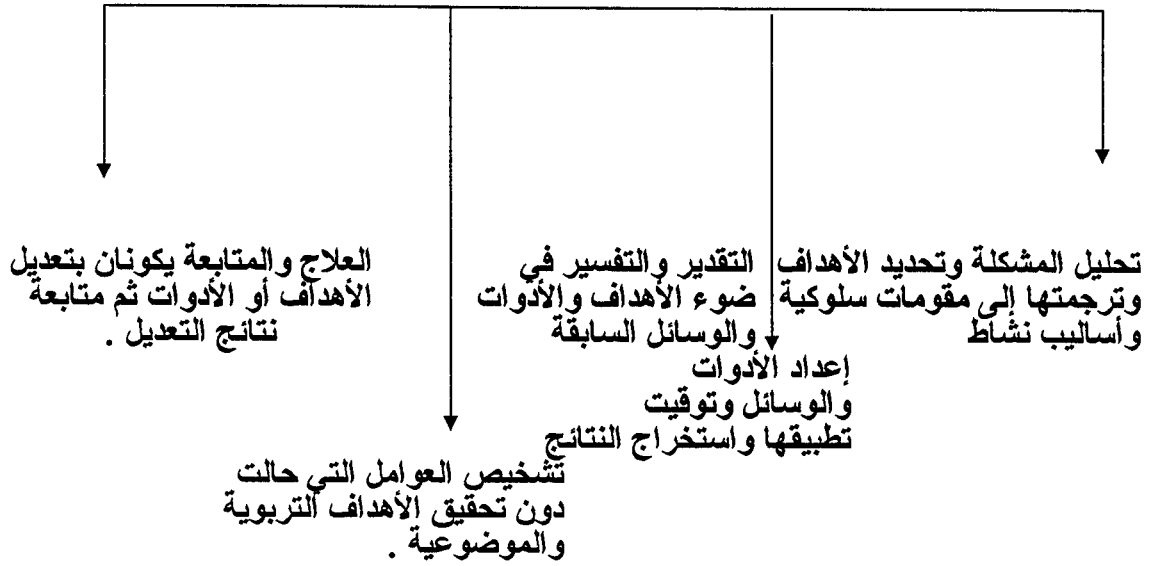 تحليل المشكلة وتحديد الأهداف
وترجمتها إلى مقومات سلوكية
وأساليب نشاط
إعداد الأدوات
والوسائل وتوقيت
تطبيقها واستخراج النتائج
التقدير والتفسير في
ضوء الأهداف والأدوات
والوسائل السابقة
تشخيص العوامل التي حالت
دون تحقيق الأهداف التربوية
والموضوعية .
العلاج والمتابعة يكونان بتعديل
الأهداف أو الأدوات ثم متابعة
نتائج التعديل .